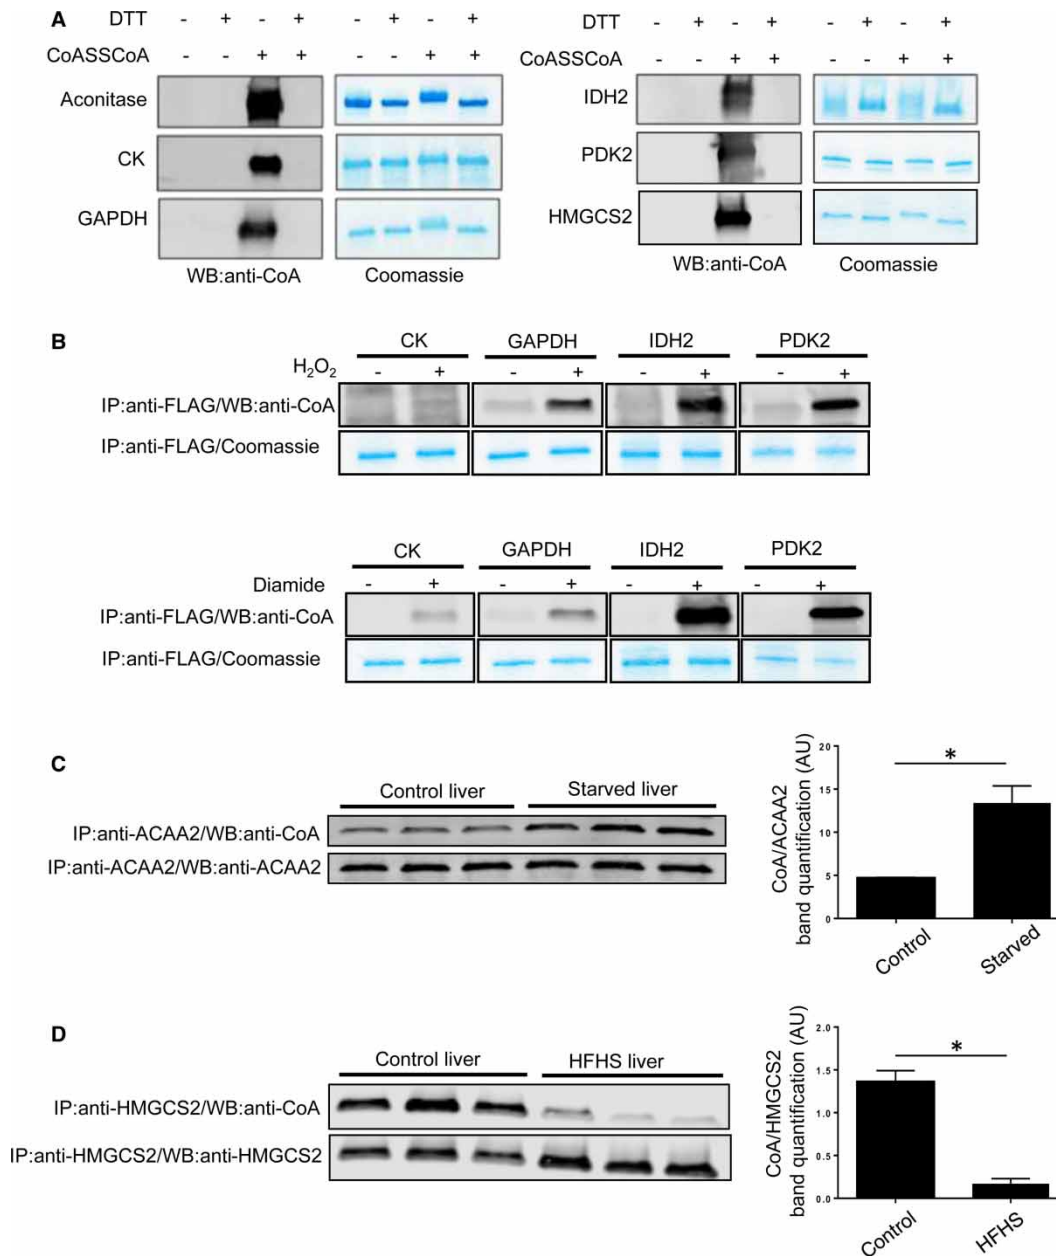 A
DTT - + - +   - + - +
CoASSCoA - - + +   - - + +
Aconitase
CK
GAPDH
WB:anti-CoA   Coomassie
DTT - + - +   - + - +
CoASSCoA - - + +   - - + +
IDH2
PDK2
HMGCS2
WB:anti-CoA   Coomassie
B
CK   GAPDH   IDH2   PDK2
H₂O₂ - + - + - + - +
IP:anti-FLAG/WB:anti-CoA
IP:anti-FLAG/Coomassie
CK   GAPDH   IDH2   PDK2
Diamide - + - + - + - +
IP:anti-FLAG/WB:anti-CoA
IP:anti-FLAG/Coomassie
C
Control liver   Starved liver
IP:anti-ACAA2/WB:anti-CoA
IP:anti-ACAA2/WB:anti-ACAA2
CoA/ACAA2
band quantification (AU)
20
15
10
5
0
*
Control   Starved
D
Control liver   HFHS liver
IP:anti-HMGCS2/WB:anti-CoA
IP:anti-HMGCS2/WB:anti-HMGCS2
CoA/HMGCS2
band quantification (AU)
2.0
1.5
1.0
0.5
0.0
*
Control   HFHS